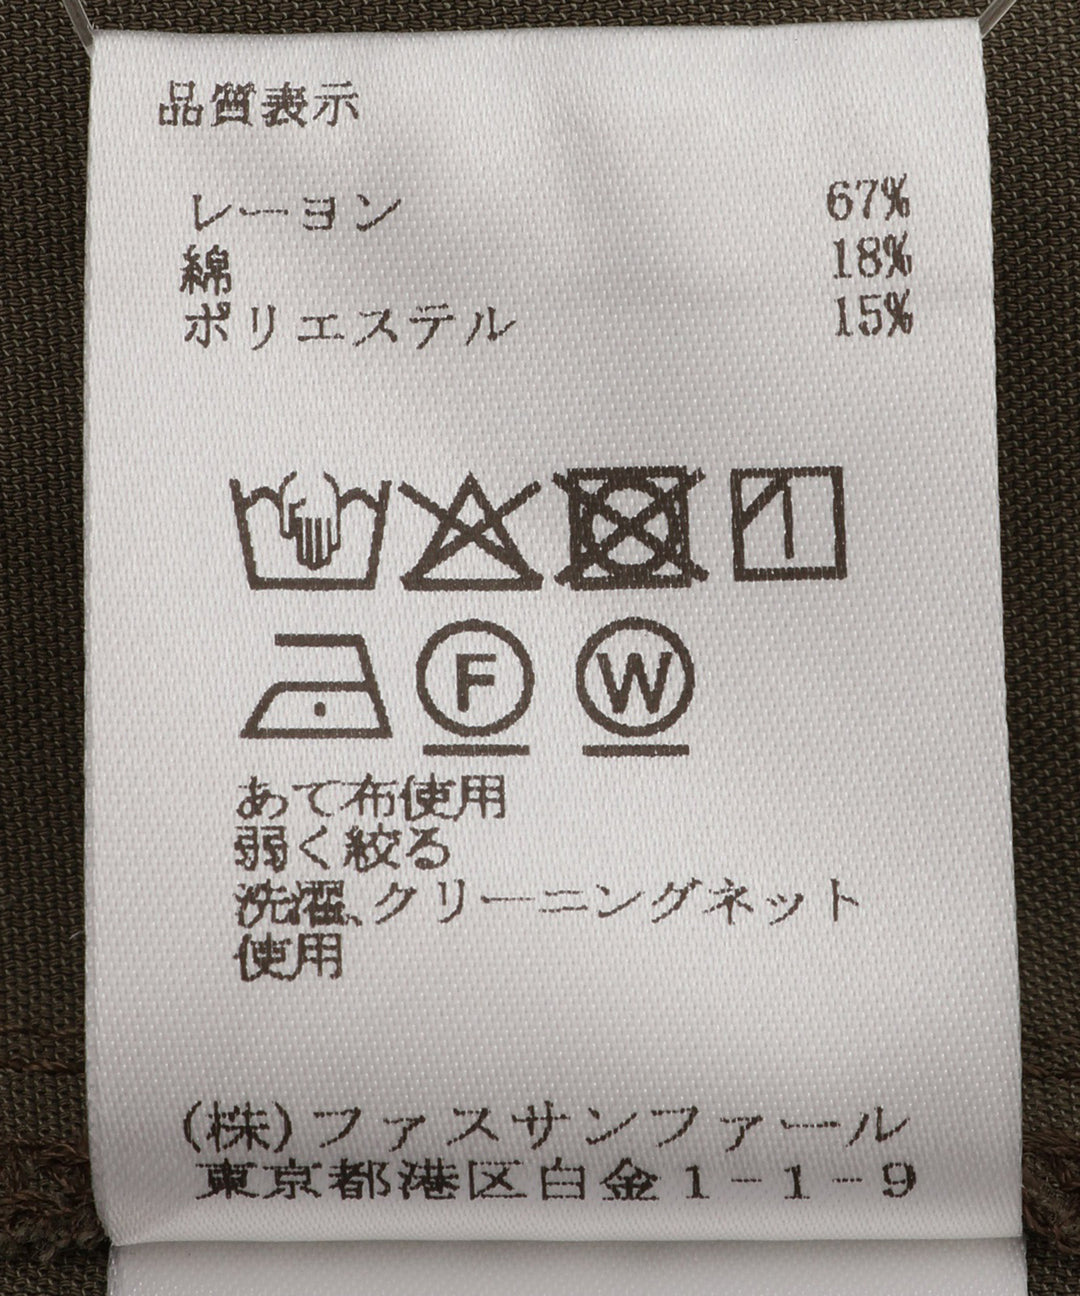 品質表示
レーヨン 67%
綿 18%
ポリエステル 15%
F W
あて布使用
弱く絞る
洗濯、クリーニングネット
使用
(株)ファスサンファール
東京都港区白金1-1-9